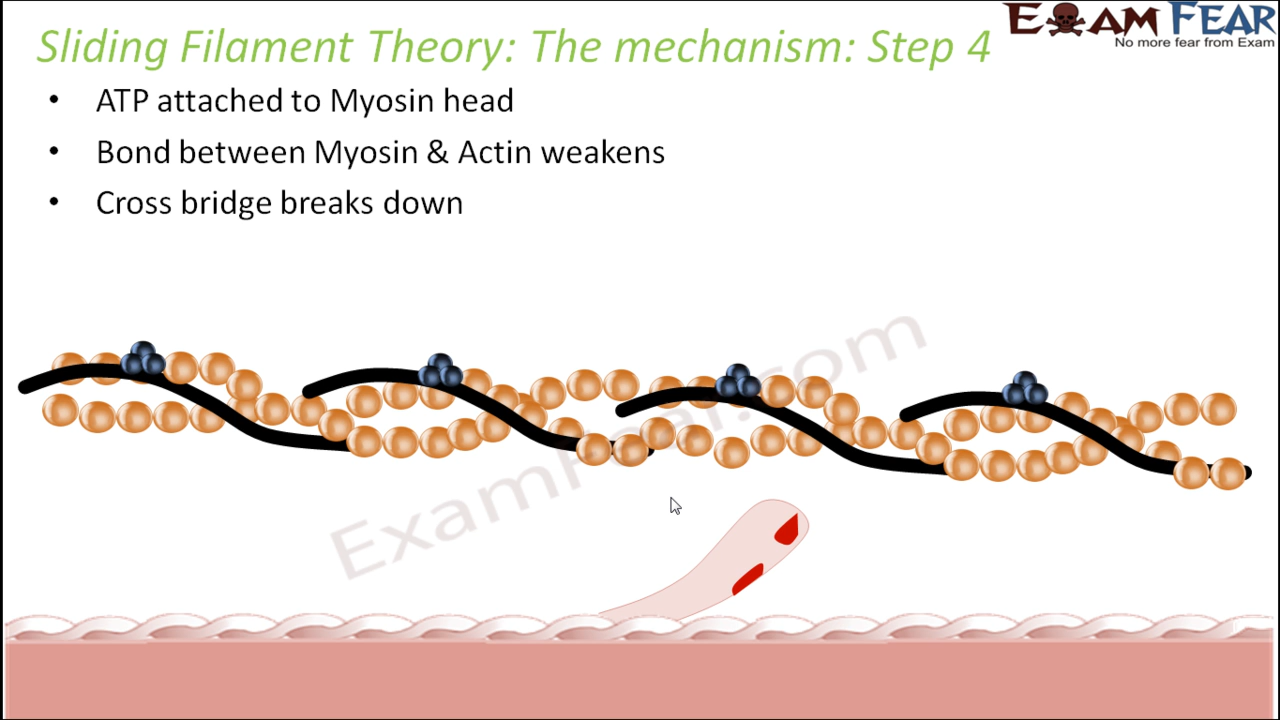 Sliding Filament Theory: The mechanism: Step 4
EXAM FEAR
No more fear from Exam
• ATP attached to Myosin head
• Bond between Myosin & Actin weakens
• Cross bridge breaks down
ExamFear.com